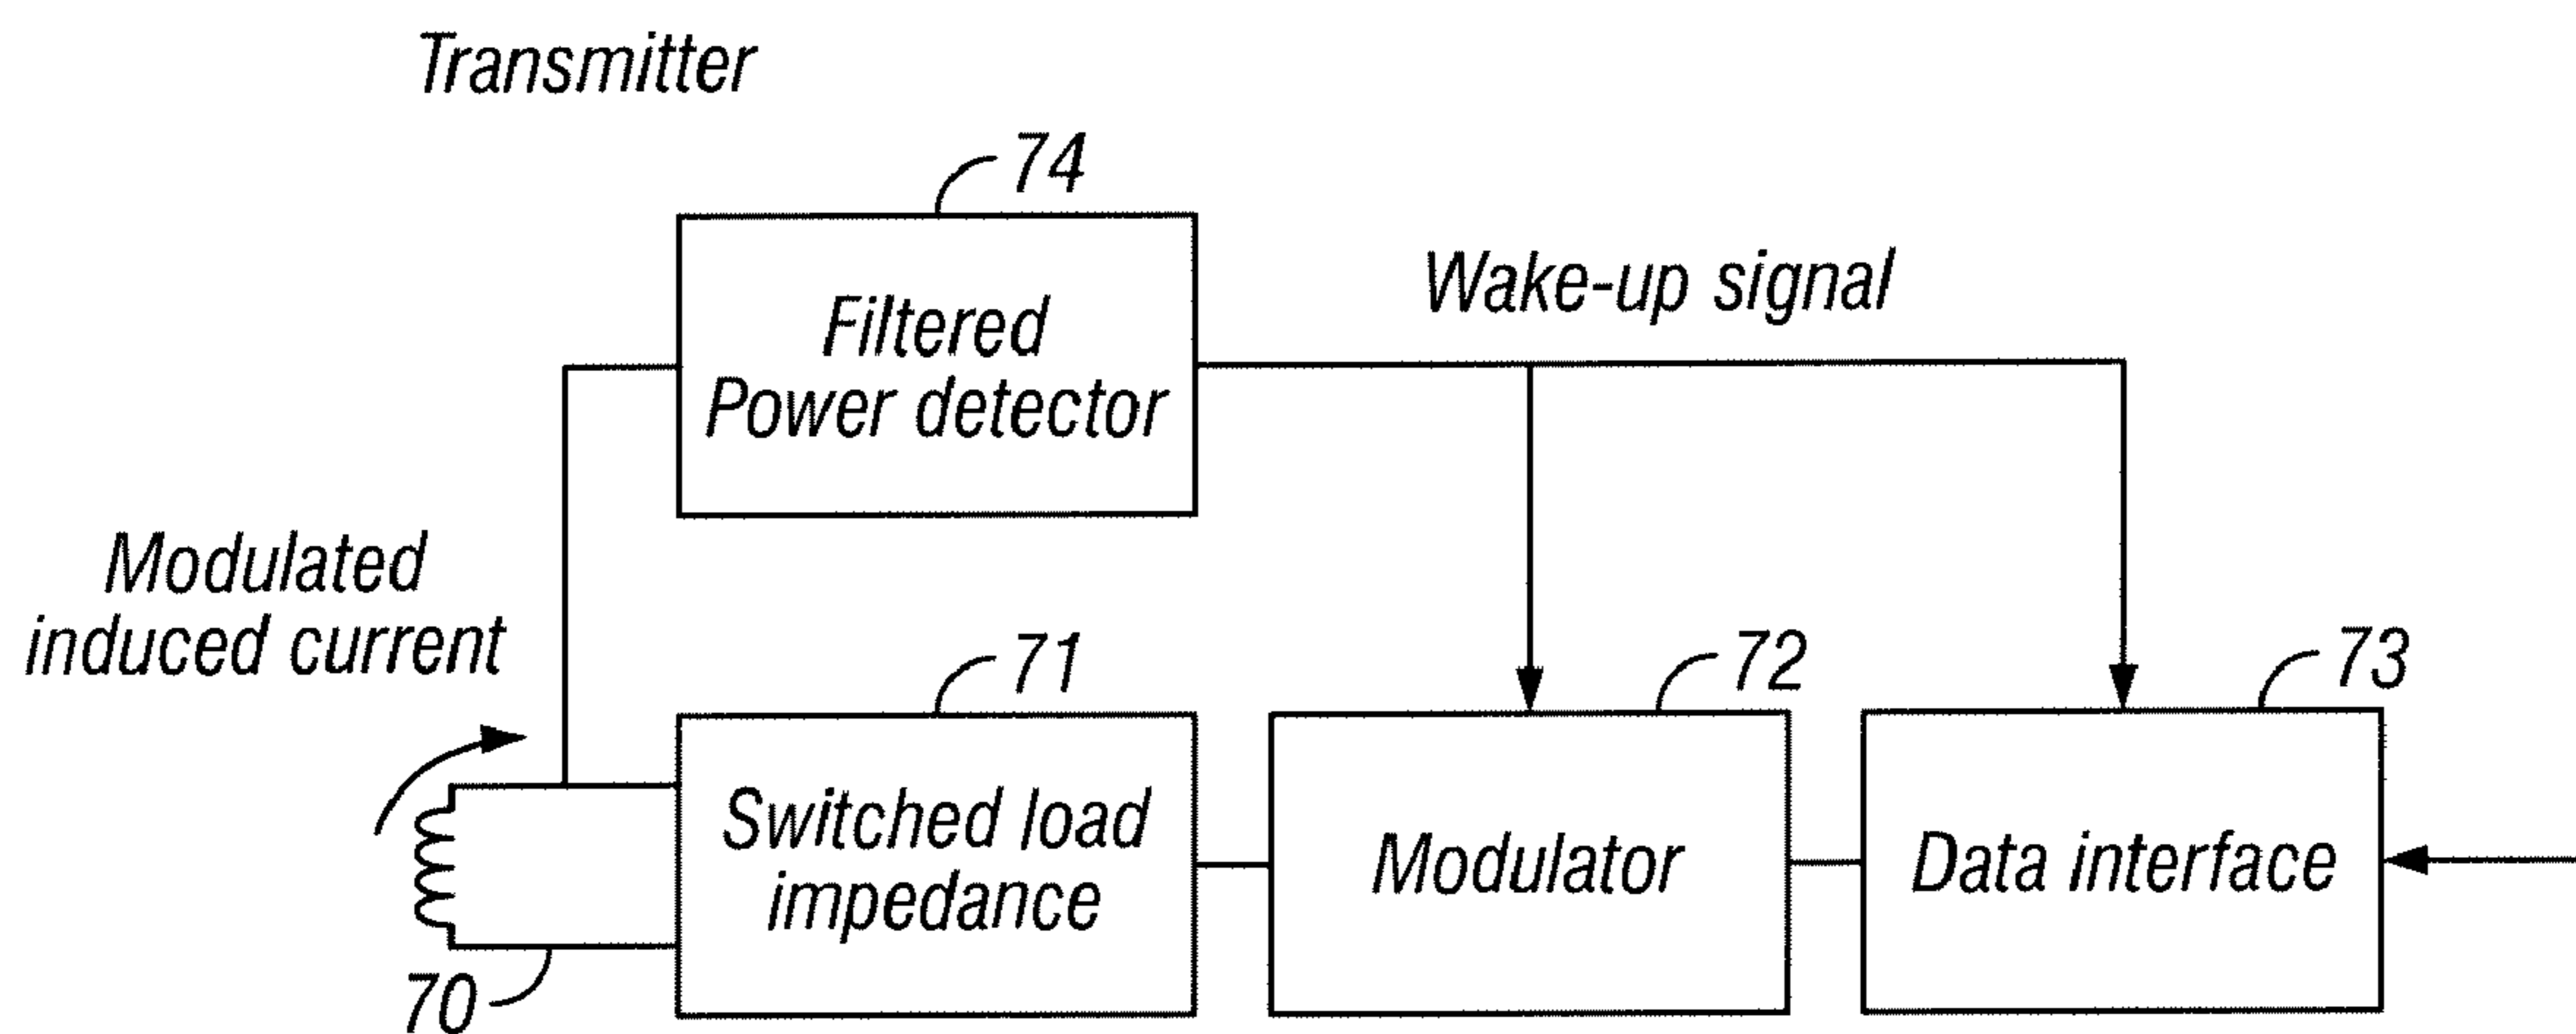 Transmitter
74
Filtered
Power detector
Wake-up signal
Modulated
induced current
71
72
73
Switched load
impedance
Modulator
Data interface
70